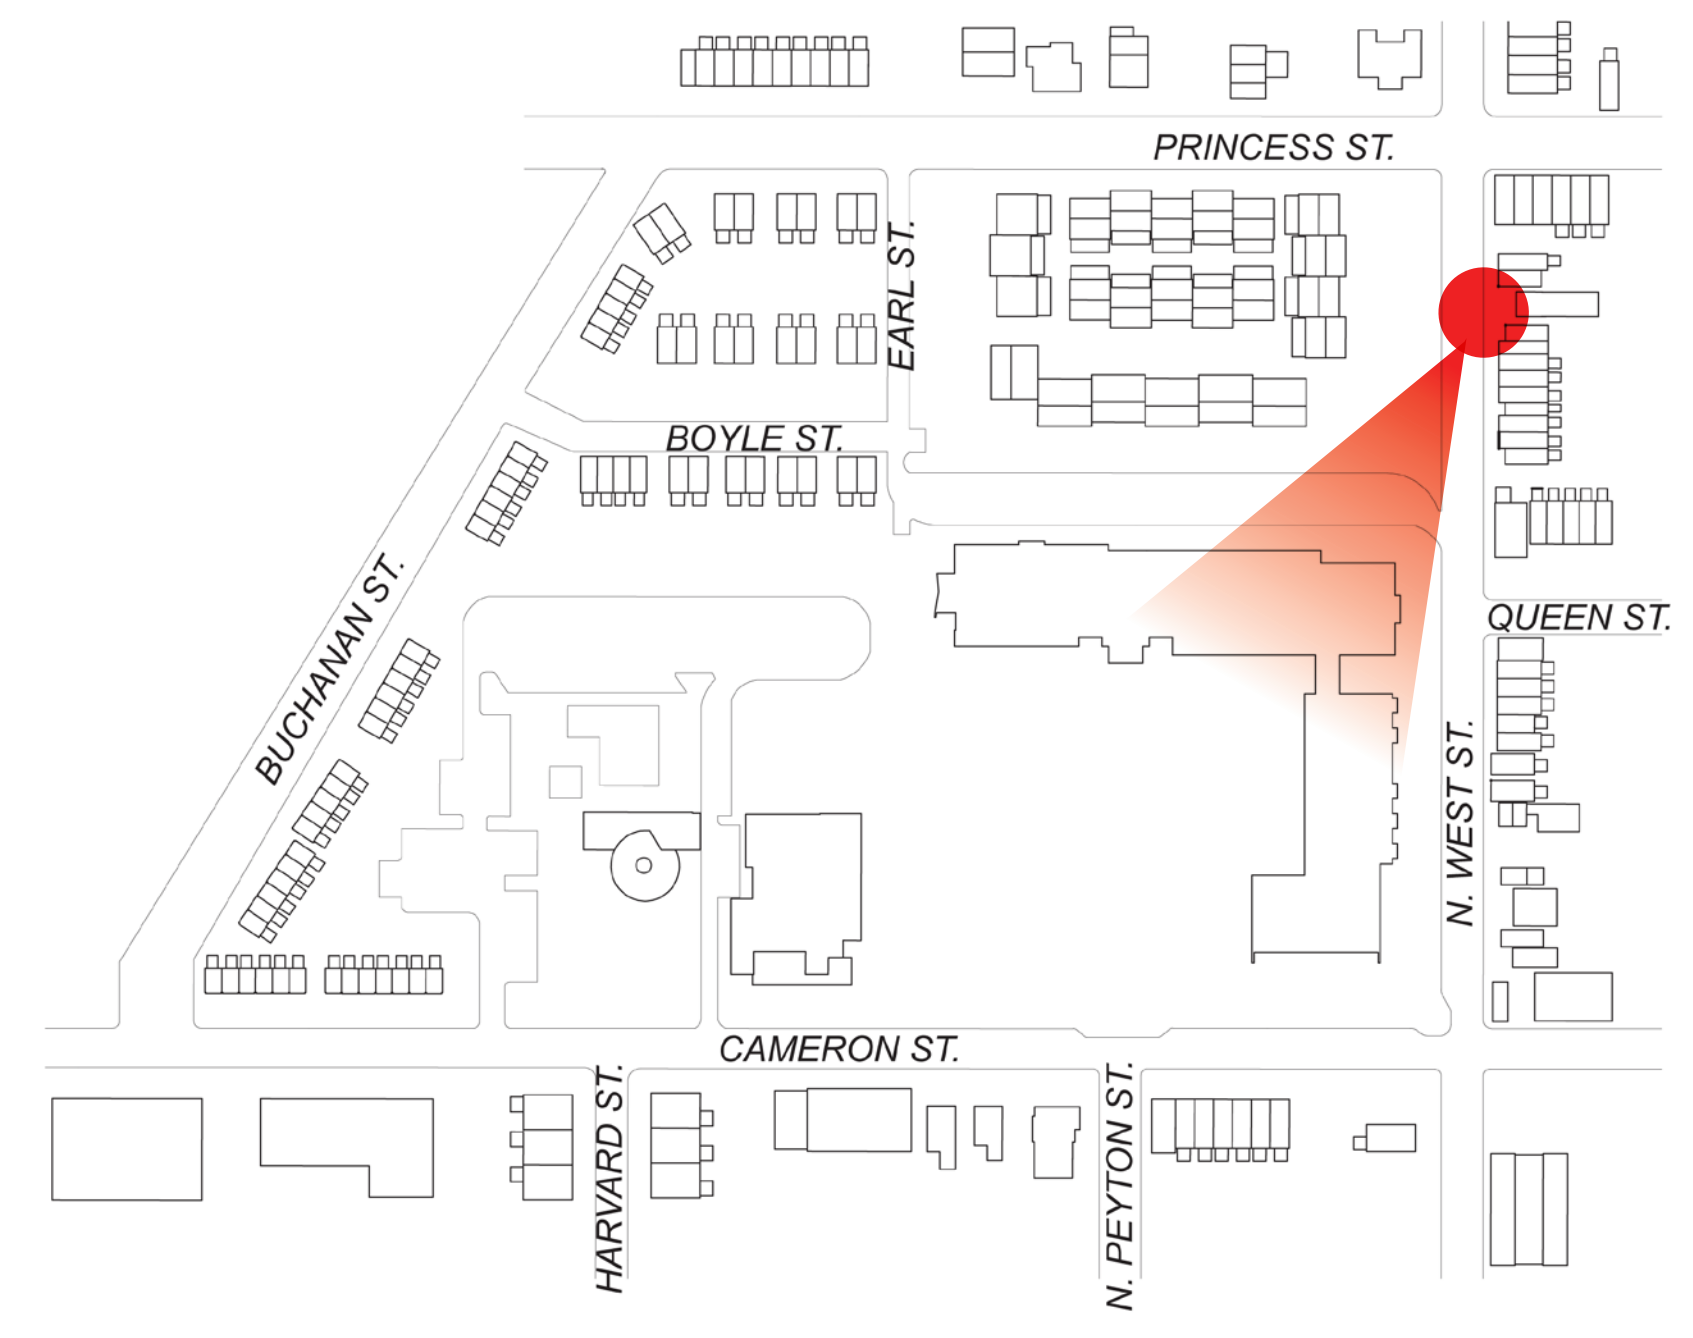 PRINCESS ST.
EARL ST.
BOYLE ST.
BUCHANAN ST.
QUEEN ST.
N. WEST ST.
CAMERON ST.
HARVARD ST.
N. PEYTON ST.